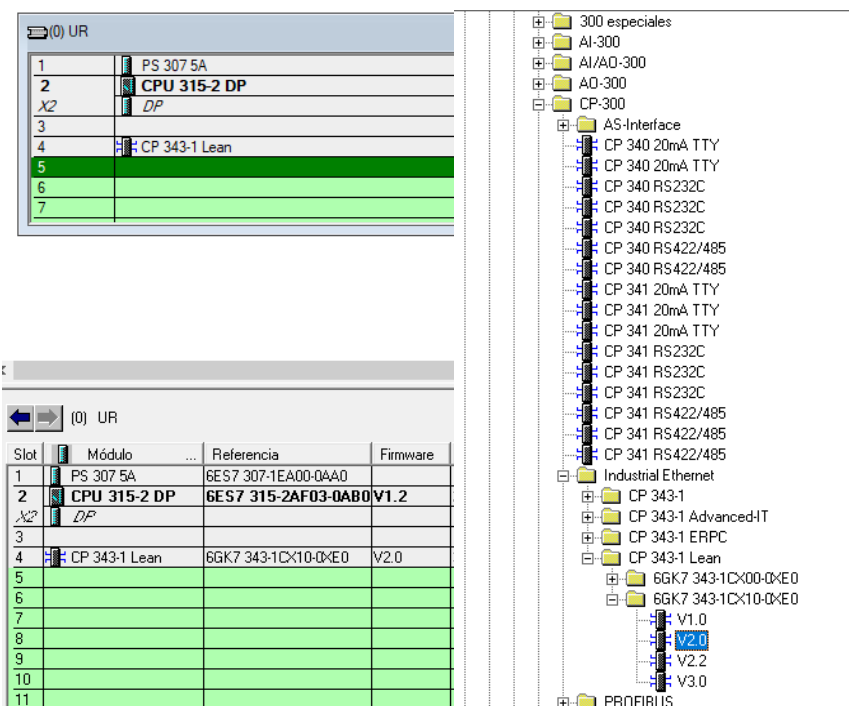 (0) UR
1 PS 307 5A
2 CPU 315-2 DP
X2 DP
3
4 CP 343-1 Lean
5
6
7
(0) UR
Slot Módulo ... Referencia Firmware
1 PS 307 5A 6ES7 307-1EA00-0AA0
2 CPU 315-2 DP 6ES7 315-2AF03-0AB0 V1.2
X2 DP
3
4 CP 343-1 Lean 6GK7 343-1CX10-0XE0 V2.0
5
6
7
8
9
10
11
300 especiales
AI-300
AI/AO-300
AO-300
CP-300
AS-Interface
CP 340 20mA TTY
CP 340 20mA TTY
CP 340 RS232C
CP 340 RS232C
CP 340 RS232C
CP 340 RS422/485
CP 340 RS422/485
CP 341 20mA TTY
CP 341 20mA TTY
CP 341 20mA TTY
CP 341 RS232C
CP 341 RS232C
CP 341 RS232C
CP 341 RS422/485
CP 341 RS422/485
CP 341 RS422/485
Industrial Ethernet
CP 343-1
CP 343-1 Advanced-IT
CP 343-1 ERPC
CP 343-1 Lean
6GK7 343-1CX00-0XE0
6GK7 343-1CX10-0XE0
V1.0
V2.0
V2.2
V3.0
PROFIBUS